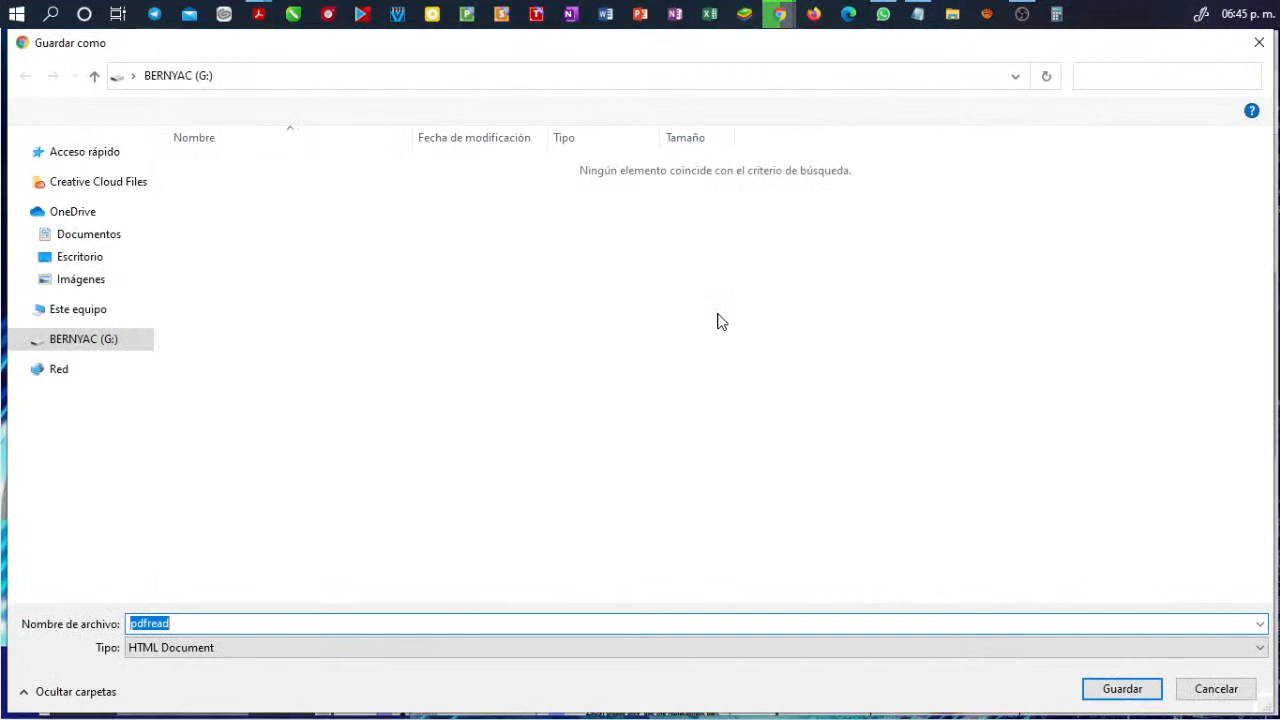 06:45 p. m.
Guardar como
BERNYAC (G:)
Nombre
Fecha de modificación
Tipo
Tamaño
Ningún elemento coincide con el criterio de búsqueda.
Acceso rápido
Creative Cloud Files
OneDrive
Documentos
Escritorio
Imágenes
Este equipo
BERNYAC (G:)
Red
Nombre de archivo: pdfread
Tipo: HTML Document
Ocultar carpetas
Guardar
Cancelar